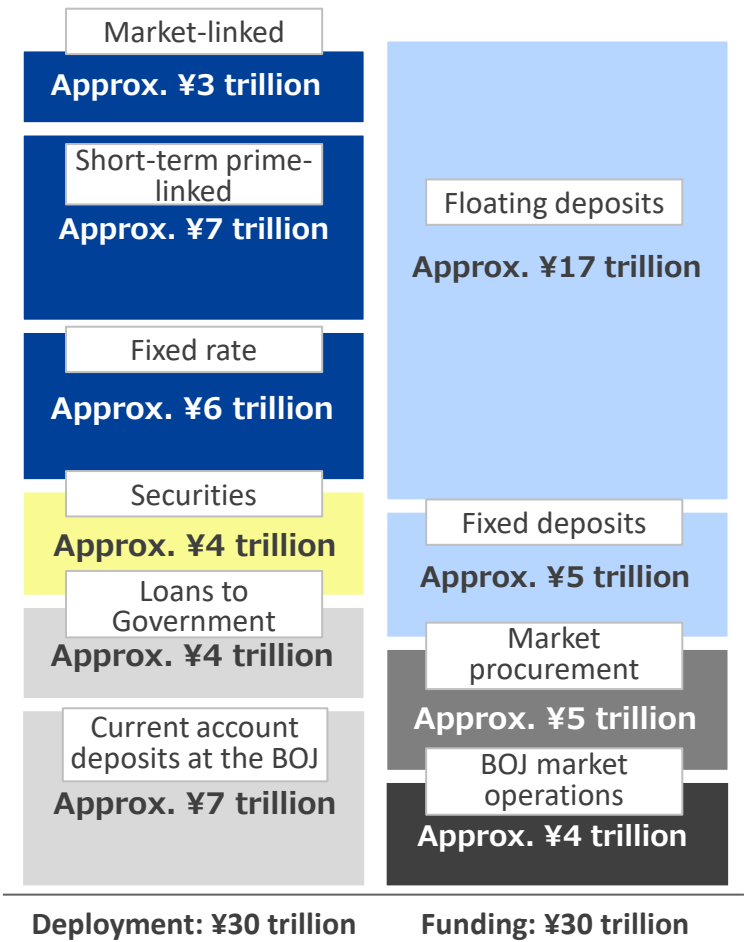 Market-linked
Approx. ¥3 trillion
Short-term prime-
linked
Approx. ¥7 trillion
Fixed rate
Approx. ¥6 trillion
Securities
Approx. ¥4 trillion
Loans to
Government
Approx. ¥4 trillion
Current account
deposits at the BOJ
Approx. ¥7 trillion
Deployment: ¥30 trillion
Floating deposits
Approx. ¥17 trillion
Fixed deposits
Approx. ¥5 trillion
Market
procurement
Approx. ¥5 trillion
BOJ market
operations
Approx. ¥4 trillion
Funding: ¥30 trillion